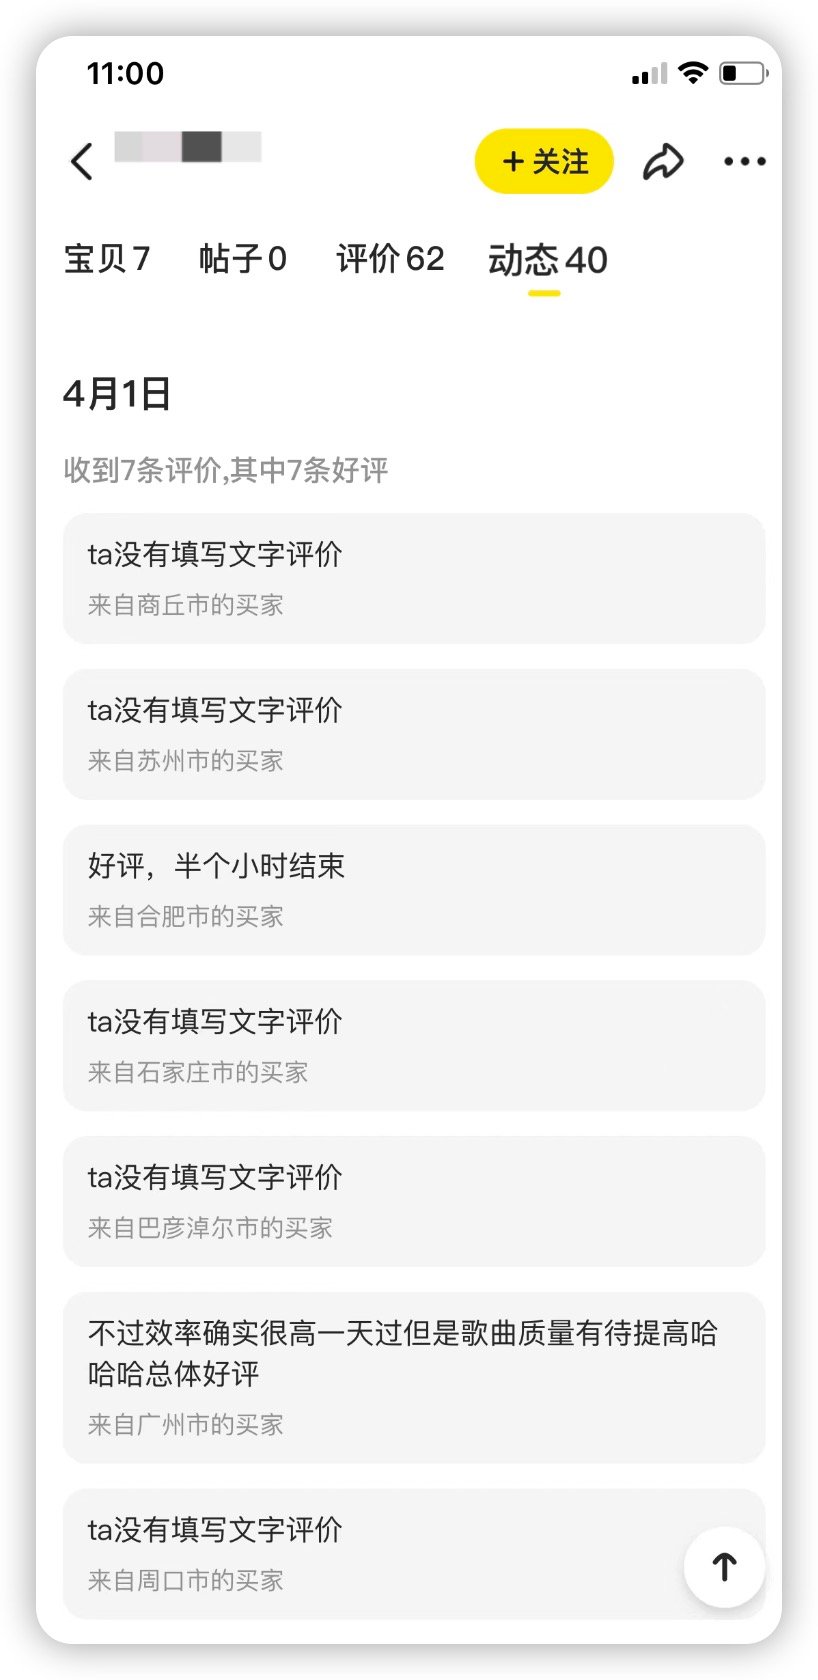 11:00
+ 关注
宝贝7 帖子0 评价62 动态40
4月1日
收到7条评价,其中7条好评
ta没有填写文字评价
来自商丘市的买家
ta没有填写文字评价
来自苏州市的买家
好评，半个小时结束
来自合肥市的买家
ta没有填写文字评价
来自石家庄市的买家
ta没有填写文字评价
来自巴彦淖尔市的买家
不过效率确实很高一天过但是歌曲质量有待提高哈
哈哈总体好评
来自广州市的买家
ta没有填写文字评价
来自周口市的买家